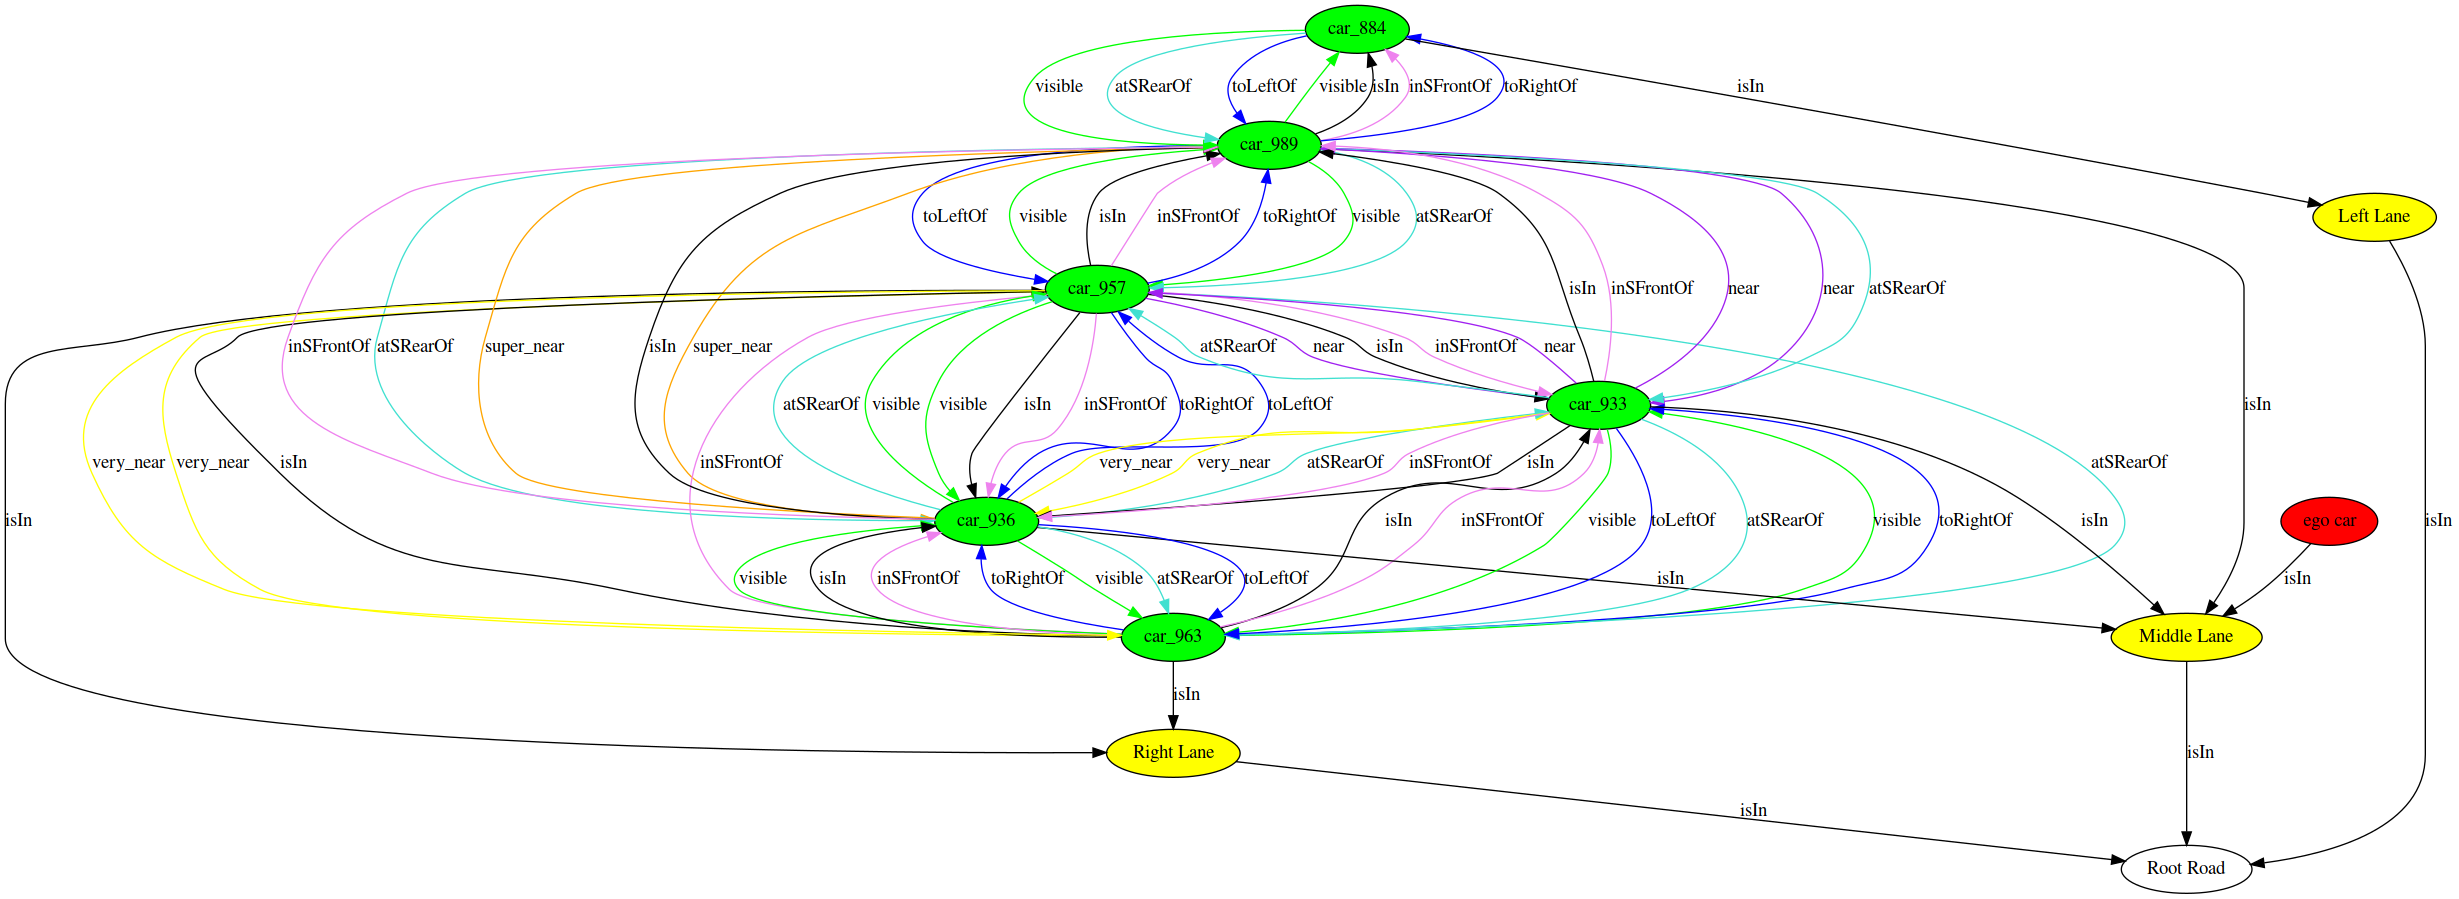 car_884
visible
atSRearOf
toLeftOf
visible
isIn
inSFrontOf
toRightOf
isIn
car_989
toLeftOf
visible
isIn
inSFrontOf
toRightOf
visible
atSRearOf
Left Lane
car_957
isIn
inSFrontOf
near
near
atSRearOf
inSFrontOf
atSRearOf
super_near
isIn
super_near
atSRearOf
near
isIn
inSFrontOf
near
atSRearOf
visible
visible
isIn
inSFrontOf
toRightOf
toLeftOf
car_933
isIn
very_near
very_near
isIn
inSFrontOf
very_near
very_near
atSRearOf
inSFrontOf
isIn
atSRearOf
isIn
car_936
isIn
inSFrontOf
visible
toLeftOf
atSRearOf
visible
toRightOf
isIn
ego car
isIn
visible
isIn
inSFrontOf
toRightOf
visible
atSRearOf
toLeftOf
isIn
isIn
car_963
Middle Lane
isIn
Right Lane
isIn
isIn
Root Road